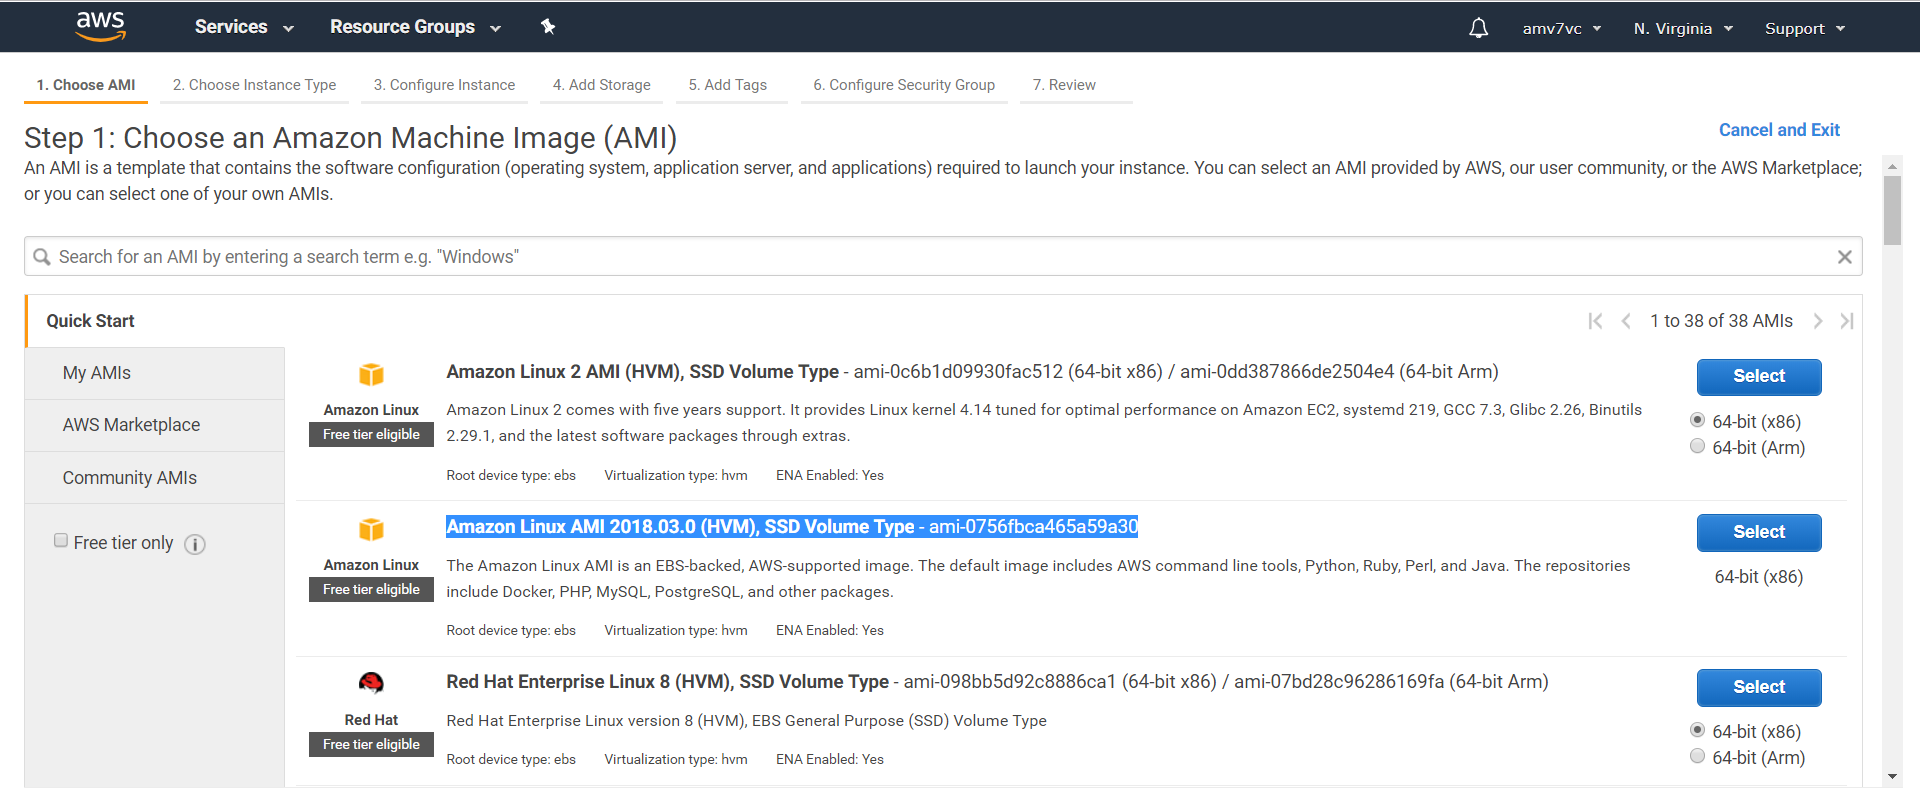 aws Services Resource Groups amv7vc N. Virginia Support
1. Choose AMI 2. Choose Instance Type 3. Configure Instance 4. Add Storage 5. Add Tags 6. Configure Security Group 7. Review
Step 1: Choose an Amazon Machine Image (AMI)
Cancel and Exit
An AMI is a template that contains the software configuration (operating system, application server, and applications) required to launch your instance. You can select an AMI provided by AWS, our user community, or the AWS Marketplace;
or you can select one of your own AMIs.
Search for an AMI by entering a search term e.g. "Windows"
Quick Start
1 to 38 of 38 AMIs
My AMIs
AWS Marketplace
Community AMIs
Free tier only
Amazon Linux
Free tier eligible
Amazon Linux 2 AMI (HVM), SSD Volume Type - ami-0c6b1d09930fac512 (64-bit x86) / ami-0dd387866de2504e4 (64-bit Arm)
Amazon Linux 2 comes with five years support. It provides Linux kernel 4.14 tuned for optimal performance on Amazon EC2, systemd 219, GCC 7.3, Glibc 2.26, Binutils
2.29.1, and the latest software packages through extras.
Root device type: ebs Virtualization type: hvm ENA Enabled: Yes
Select
64-bit (x86)
64-bit (Arm)
Amazon Linux
Free tier eligible
Amazon Linux AMI 2018.03.0 (HVM), SSD Volume Type - ami-0756fbca465a59a30
The Amazon Linux AMI is an EBS-backed, AWS-supported image. The default image includes AWS command line tools, Python, Ruby, Perl, and Java. The repositories
include Docker, PHP, MySQL, PostgreSQL, and other packages.
Root device type: ebs Virtualization type: hvm ENA Enabled: Yes
Select
64-bit (x86)
Red Hat
Free tier eligible
Red Hat Enterprise Linux 8 (HVM), SSD Volume Type - ami-098bb5d92c8886ca1 (64-bit x86) / ami-07bd28c96286169fa (64-bit Arm)
Red Hat Enterprise Linux version 8 (HVM), EBS General Purpose (SSD) Volume Type
Root device type: ebs Virtualization type: hvm ENA Enabled: Yes
Select
64-bit (x86)
64-bit (Arm)